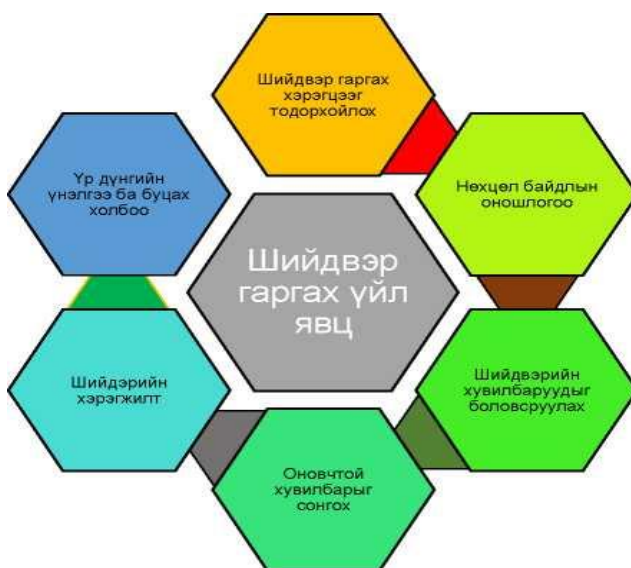 Шийдвэр гаргах
хэрэгцээг
тодорхойлох
Нөхцөл байдлын
оношлогоо
Шийдвэрийн
хувилбаруудыг
боловсруулах
Оновчтой
хувилбарыг
сонгох
Шийдэрийн
хэрэгжилт
Үр дүнгийн
үнэлгээ ба буцах
холбоо
Шийдвэр
гаргах үйл
явц